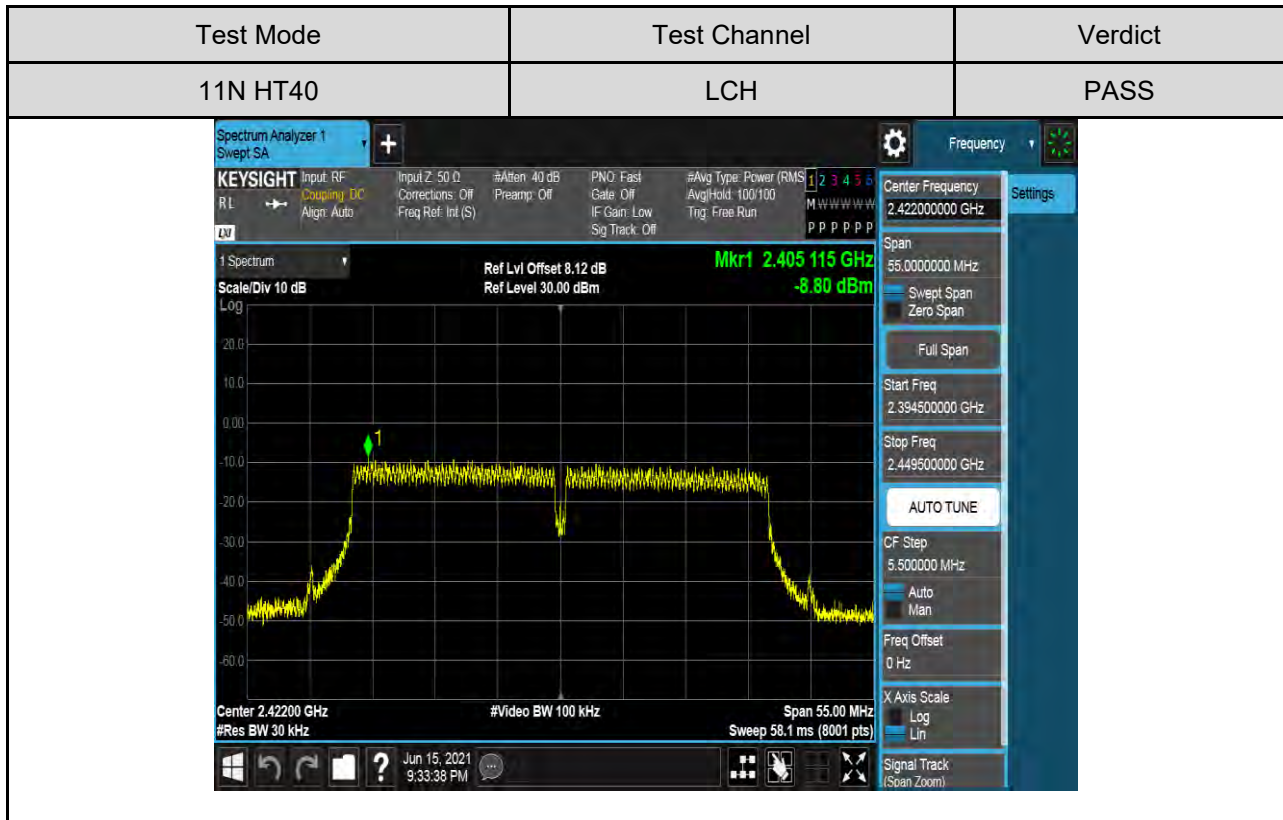 Test Mode Test Channel Verdict
11N HT40 LCH PASS
Spectrum Analyzer 1
Swept SA
+
Frequency
KEYSIGHT Input: RF Input Z: 50 Ω #Atten: 40 dB PNO: Fast #Avg Type: Power (RMS 1 2 3 4 5 6
RL Coupling: DC Corrections: Off Preamp: Off Gate: Off Avg|Hold: 100/100 M W W W W W
Align: Auto Freq Ref: Int (S) IF Gain: Low Trig: Free Run
LXI Sig Track: Off P P P P P P
1 Spectrum Ref Lvl Offset 8.12 dB Mkr1 2.405 115 GHz
Scale/Div 10 dB Ref Level 30.00 dBm -8.80 dBm
Log
20.0
10.0
0.00
-10.0
-20.0
-30.0
-40.0
-50.0
-60.0
1
Center 2.42200 GHz #Video BW 100 kHz Span 55.00 MHz
#Res BW 30 kHz Sweep 58.1 ms (8001 pts)
? Jun 15, 2021
9:33:38 PM
Center Frequency
2.422000000 GHz
Settings
Span
55.0000000 MHz
Swept Span
Zero Span
Full Span
Start Freq
2.394500000 GHz
Stop Freq
2.449500000 GHz
AUTO TUNE
CF Step
5.500000 MHz
Auto
Man
Freq Offset
0 Hz
X Axis Scale
Log
Lin
Signal Track
(Span Zoom)